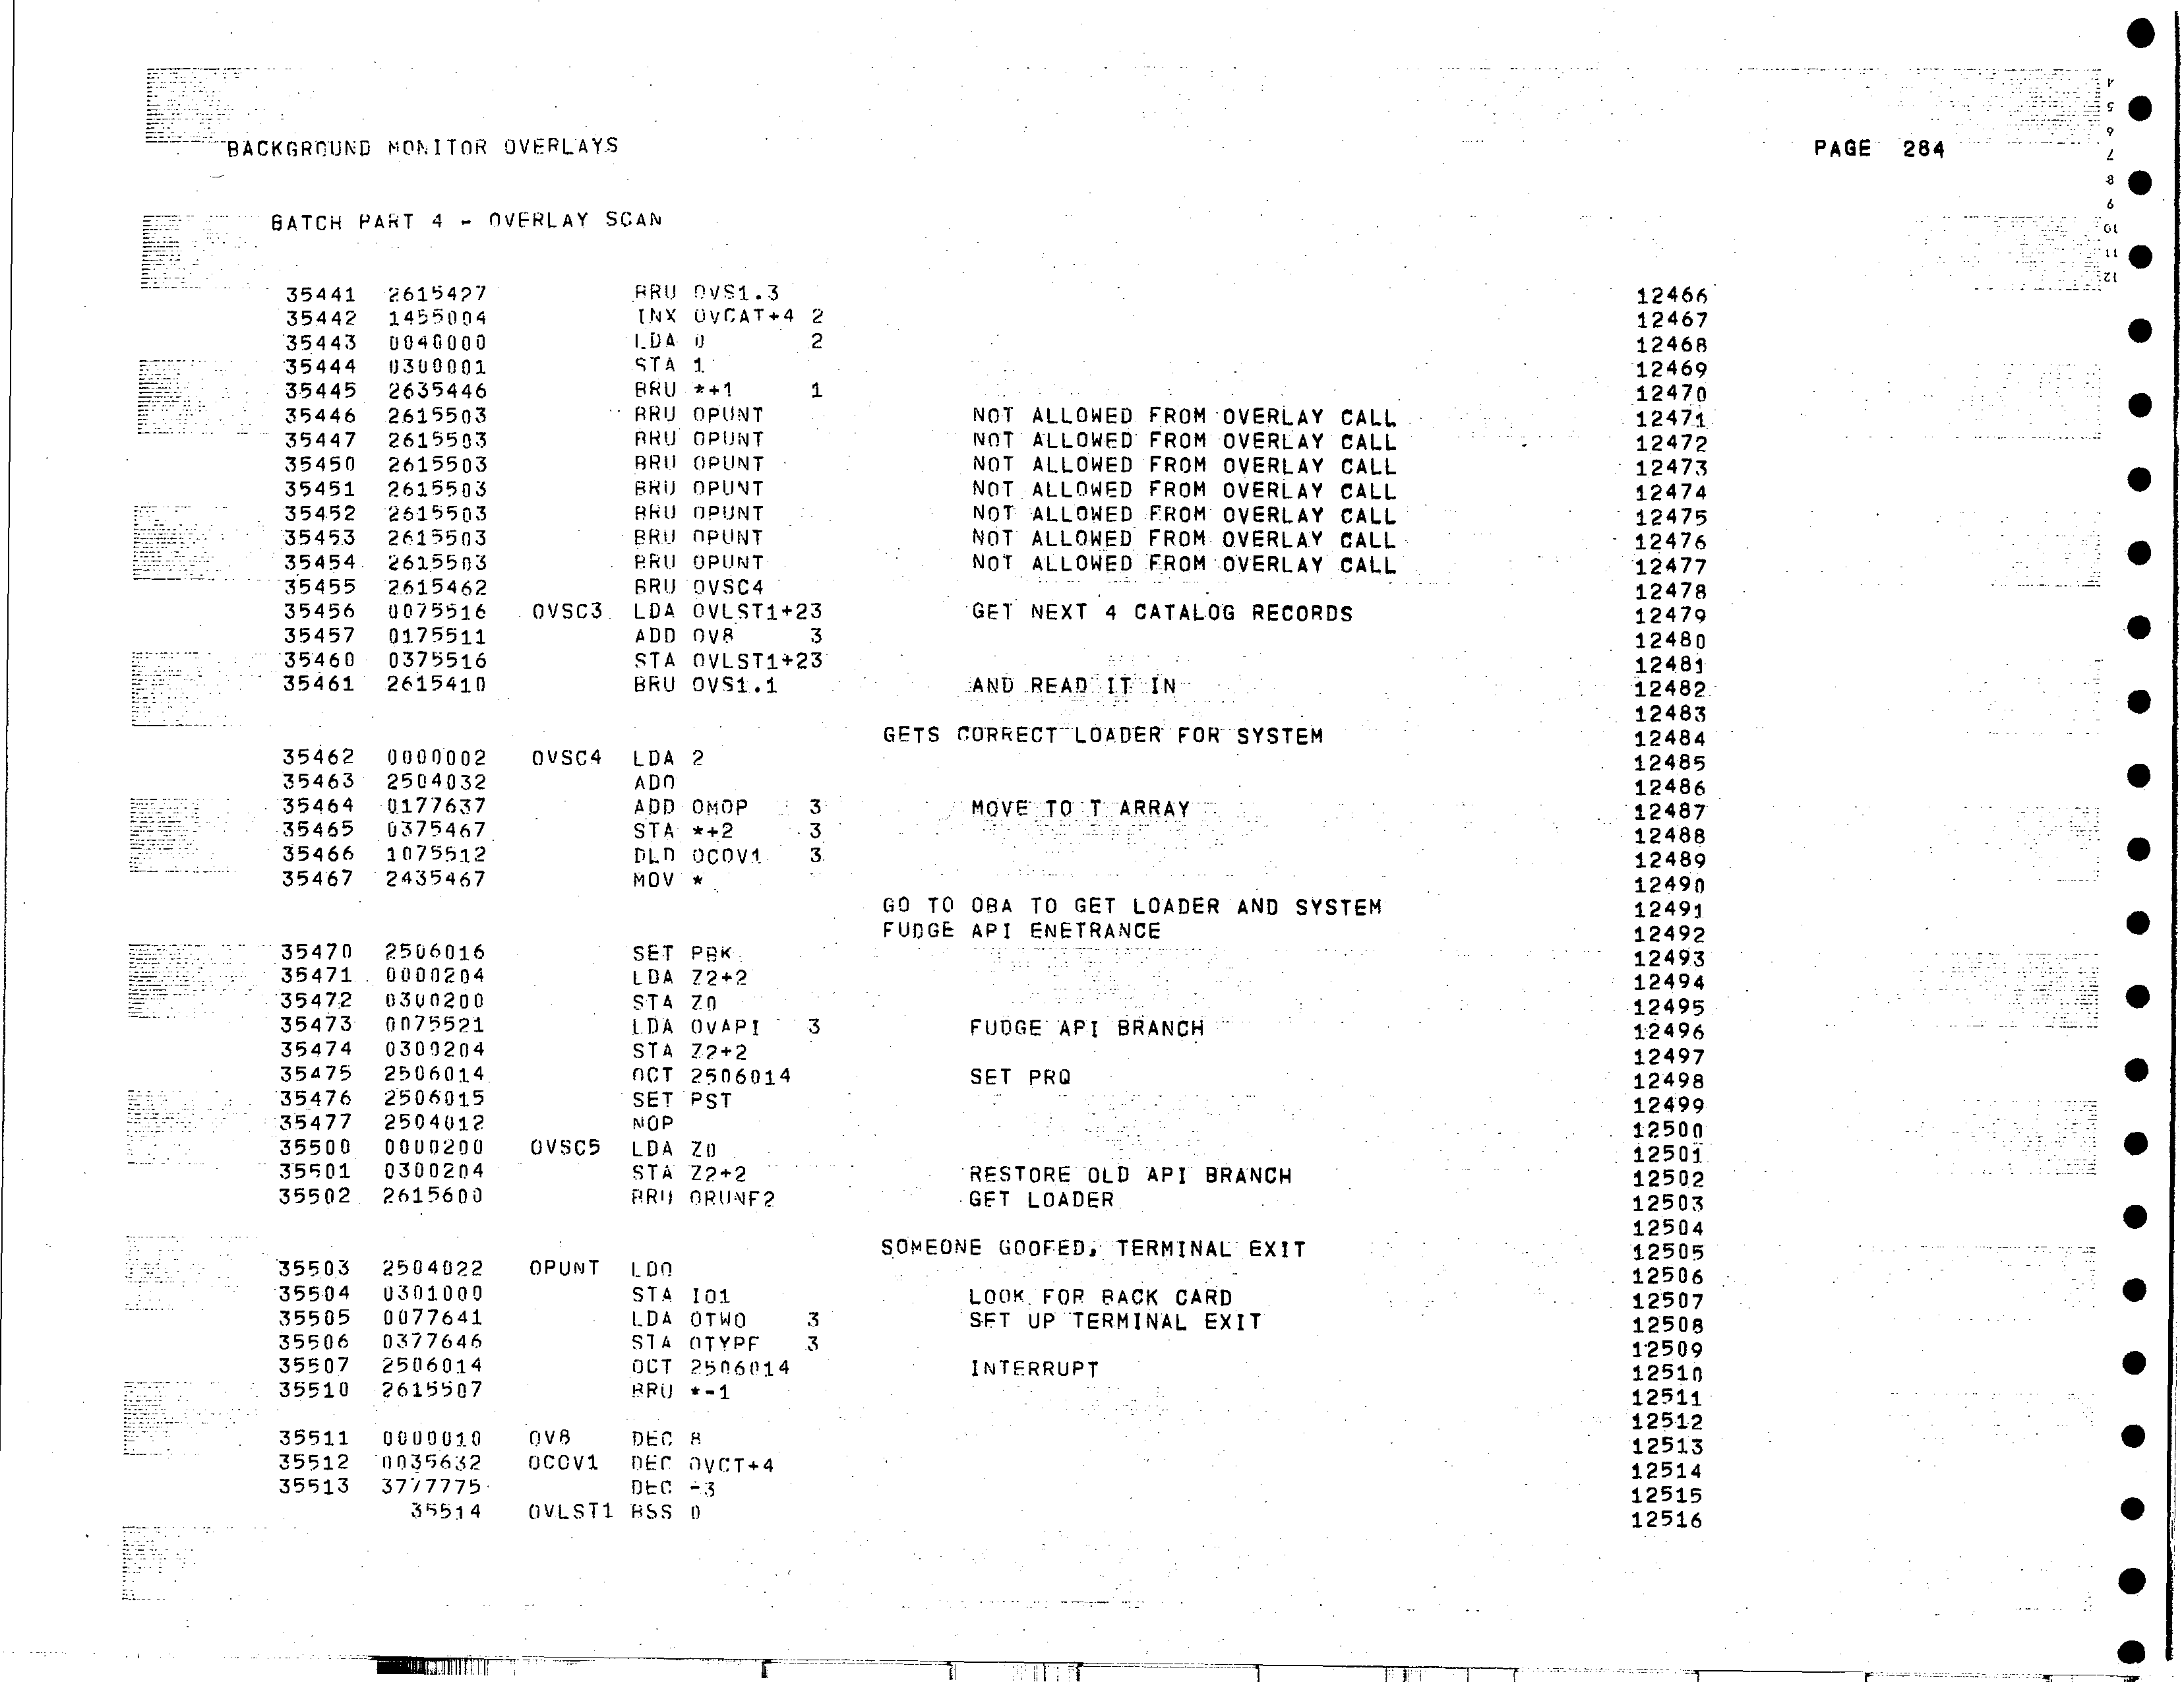 BACKGROUND MONITOR OVERLAYS PAGE 284
BATCH PART 4 - OVERLAY SCAN
35441 2615427 BRU OVS1.3 12466
35442 1455004 INX OVCAT+4 2 12467
35443 0040000 LDA 0 2 12468
35444 0300001 STA 1 12469
35445 2635446 BRU *+1 1 12470
35446 2615503 BRU OPUNT NOT ALLOWED FROM OVERLAY CALL 12471
35447 2615503 BRU OPUNT NOT ALLOWED FROM OVERLAY CALL 12472
35450 2615503 BRU OPUNT NOT ALLOWED FROM OVERLAY CALL 12473
35451 2615503 BRU OPUNT NOT ALLOWED FROM OVERLAY CALL 12474
35452 2615503 BRU OPUNT NOT ALLOWED FROM OVERLAY CALL 12475
35453 2615503 BRU OPUNT NOT ALLOWED FROM OVERLAY CALL 12476
35454 2615503 BRU OPUNT NOT ALLOWED FROM OVERLAY CALL 12477
35455 2615462 BRU OVSC4 12478
35456 0075516 OVSC3 LDA OVLST1+23 GET NEXT 4 CATALOG RECORDS 12479
35457 0175511 ADD OV8 3 12480
35460 0375516 STA OVLST1+23 12481
35461 2615410 BRU OVS1.1 AND READ IT IN 12482
12483
GETS CORRECT LOADER FOR SYSTEM 12484
35462 0000002 OVSC4 LDA 2 12485
35463 2504032 ADO 12486
35464 0177637 ADD OMOP 3 MOVE TO T ARRAY 12487
35465 0375467 STA *+2 3 12488
35466 1075512 DLD OCOV1 3 12489
35467 2435467 MOV * 12490
GO TO OBA TO GET LOADER AND SYSTEM 12491
FUDGE API ENETRANCE 12492
35470 2506016 SET PBK 12493
35471 0000204 LDA Z2+2 12494
35472 0300200 STA Z0 12495
35473 0075521 LDA OVAPI 3 FUDGE API BRANCH 12496
35474 0300204 STA Z2+2 12497
35475 2506014 OCT 2506014 SET PRQ 12498
35476 2506015 SET PST 12499
35477 2504012 NOP 12500
35500 0000200 OVSC5 LDA Z0 12501
35501 0300204 STA Z2+2 RESTORE OLD API BRANCH 12502
35502 2615600 BRU ORUNF2 GET LOADER 12503
12504
SOMEONE GOOFED, TERMINAL EXIT 12505
35503 2504022 OPUNT LDO 12506
35504 0301000 STA IO1 LOOK FOR BACK CARD 12507
35505 0077641 LDA OTWO 3 SET UP TERMINAL EXIT 12508
35506 0377646 STA OTYPF 3 12509
35507 2506014 OCT 2506014 INTERRUPT 12510
35510 2615507 BRU *-1 12511
12512
35511 0000010 OV8 DEC 8 12513
35512 0035632 OCOV1 DEC OVCT+4 12514
35513 3777775 DEC -3 12515
35514 OVLST1 BSS 0 12516
4
5
6
7
8
9
10
11
12